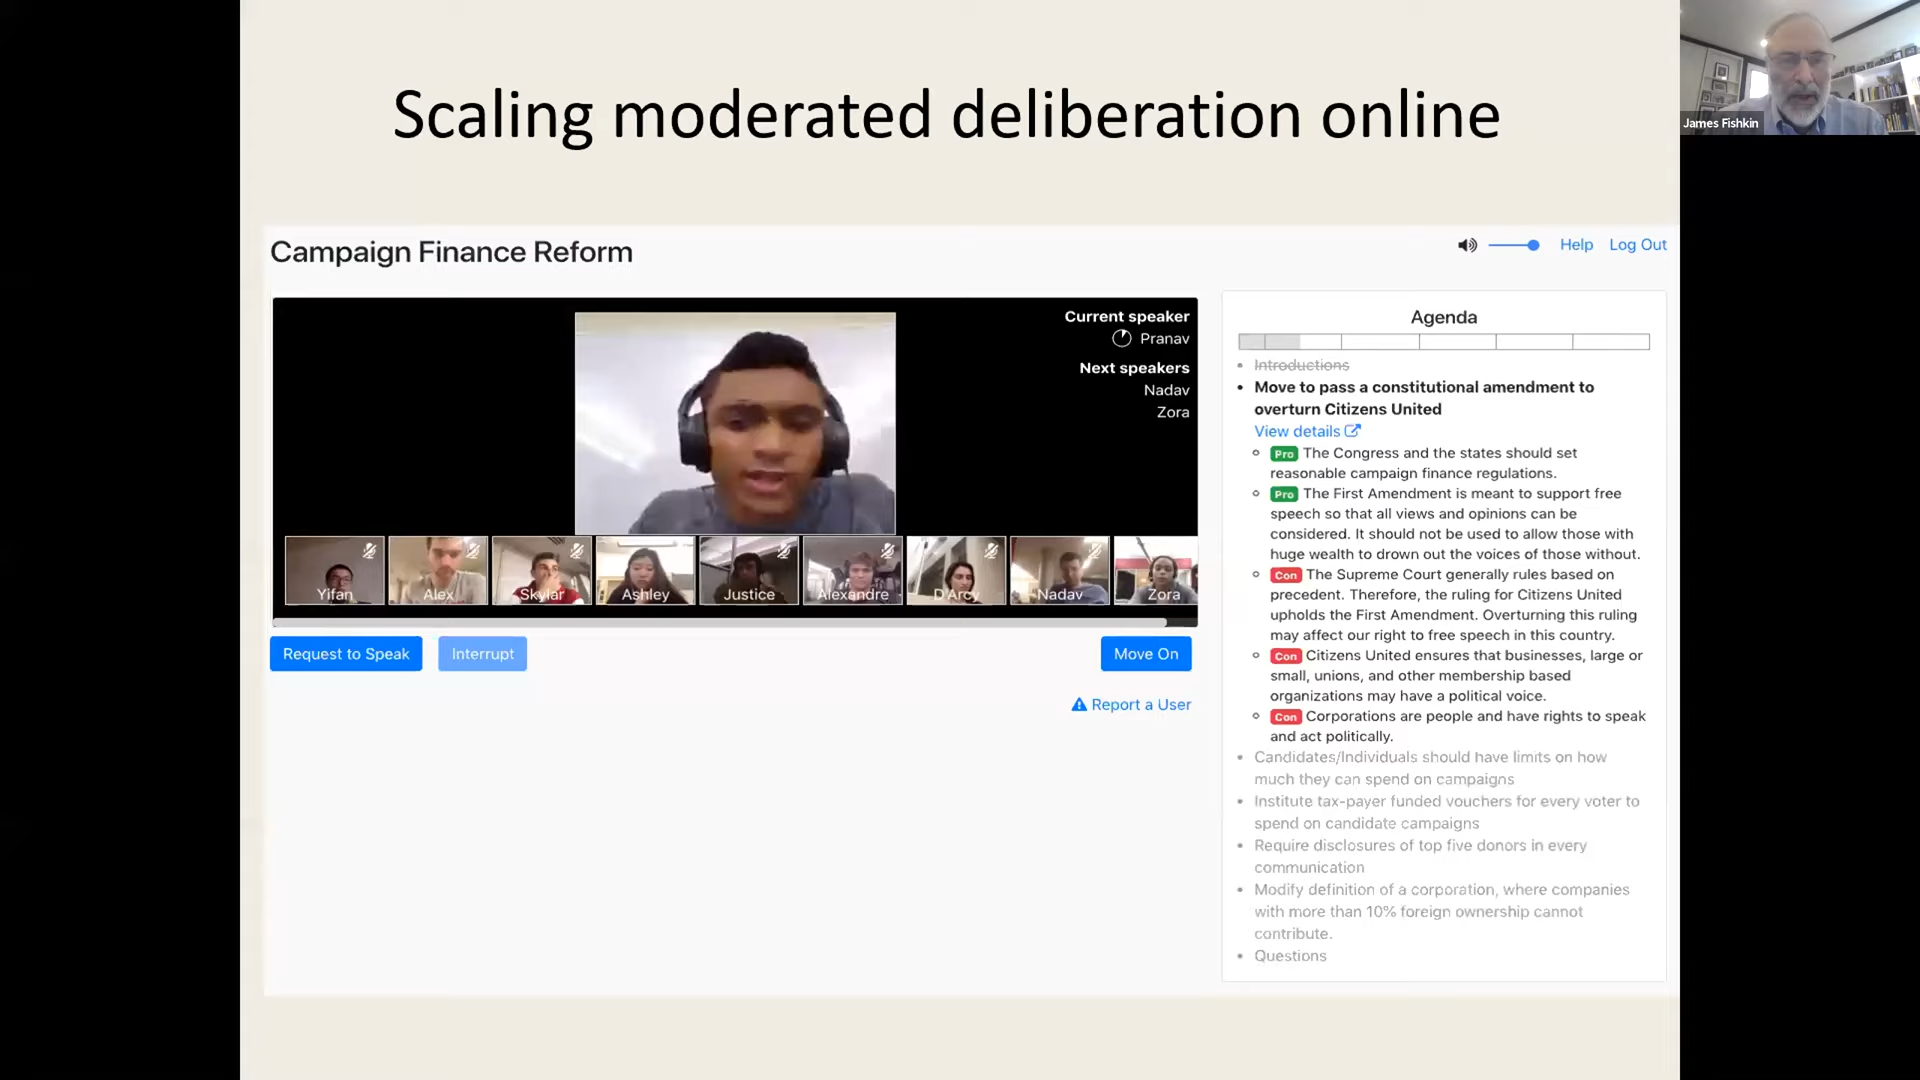 Scaling moderated deliberation online
James Fishkin
Campaign Finance Reform
Help
Log Out
Current speaker
Pranav
Next speakers
Nadav
Zora
Yifan
Alex
Skylar
Ashley
Justice
Alexandre
D'Arcy
Nadav
Zora
Request to Speak
Interrupt
Move On
Report a User
Agenda
Introductions
Move to pass a constitutional amendment to
overturn Citizens United
View details
Pro The Congress and the states should set
reasonable campaign finance regulations.
Pro The First Amendment is meant to support free
speech so that all views and opinions can be
considered. It should not be used to allow those with
huge wealth to drown out the voices of those without.
Con The Supreme Court generally rules based on
precedent. Therefore, the ruling for Citizens United
upholds the First Amendment. Overturning this ruling
may affect our right to free speech in this country.
Con Citizens United ensures that businesses, large or
small, unions, and other membership based
organizations may have a political voice.
Con Corporations are people and have rights to speak
and act politically.
Candidates/Individuals should have limits on how
much they can spend on campaigns
Institute tax-payer funded vouchers for every voter to
spend on candidate campaigns
Require disclosures of top five donors in every
communication
Modify definition of a corporation, where companies
with more than 10% foreign ownership cannot
contribute.
Questions